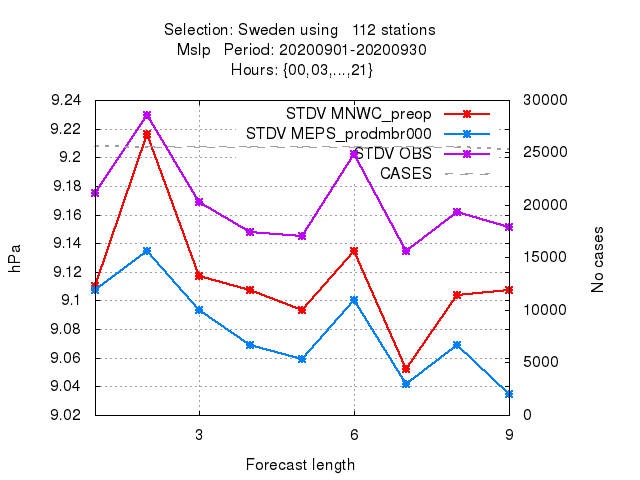 Selection: Sweden using   112 stations
Mslp   Period: 20200901-20200930
Hours: {00,03,...,21}
STDV MNWC_preop
STDV MEPS_prodmbr000
STDV OBS
CASES
hPa
9.24
9.22
9.2
9.18
9.16
9.14
9.12
9.1
9.08
9.06
9.04
9.02
30000
25000
20000
15000
10000
5000
0
No cases
3 6 9
Forecast length